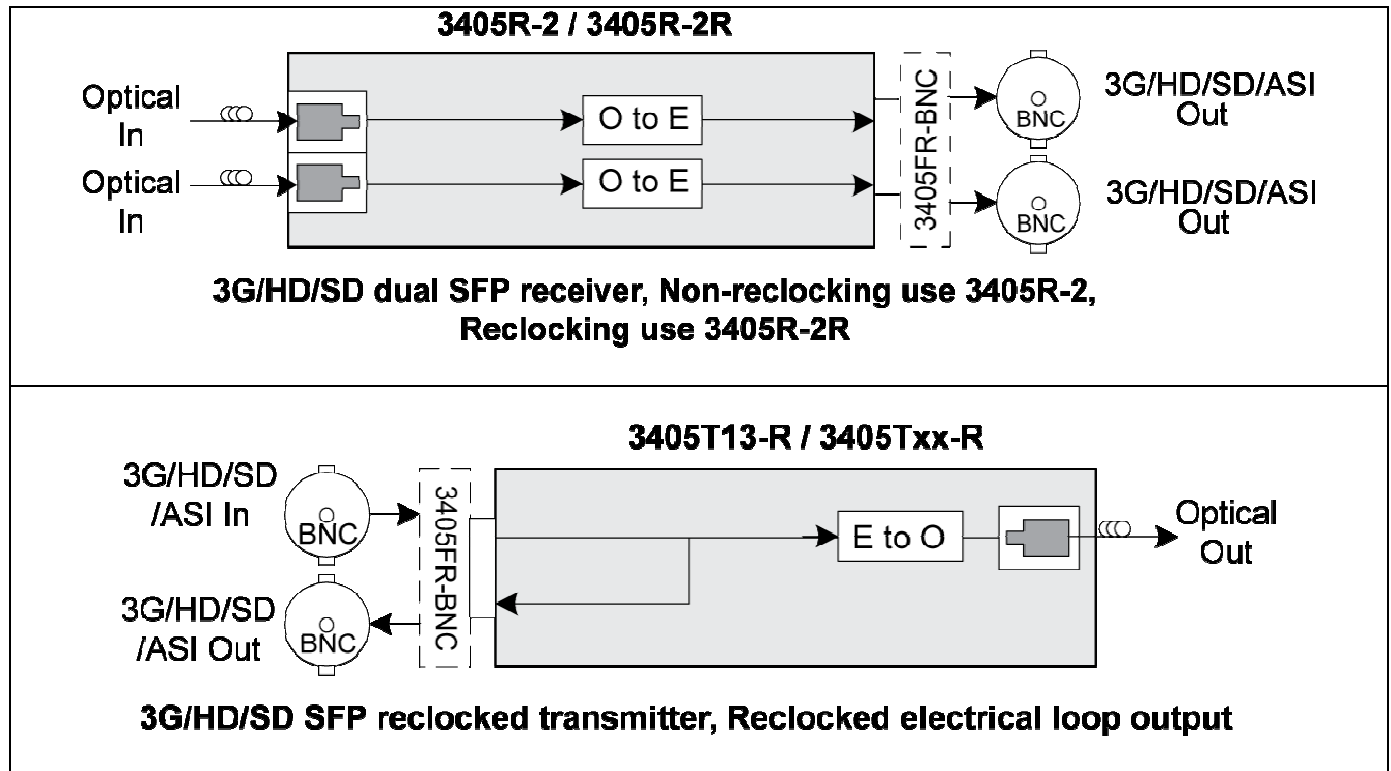 3405R-2 / 3405R-2R
Optical
In
O to E
3405FR-BNC
BNC
3G/HD/SD/ASI
Out
Optical
In
O to E
BNC
3G/HD/SD/ASI
Out
3G/HD/SD dual SFP receiver, Non-reclocking use 3405R-2,
Reclocking use 3405R-2R
3405T13-R / 3405Txx-R
3G/HD/SD
/ASI In
BNC
3405FR-BNC
E to O
Optical
Out
3G/HD/SD
/ASI Out
BNC
3G/HD/SD SFP reclocked transmitter, Reclocked electrical loop output